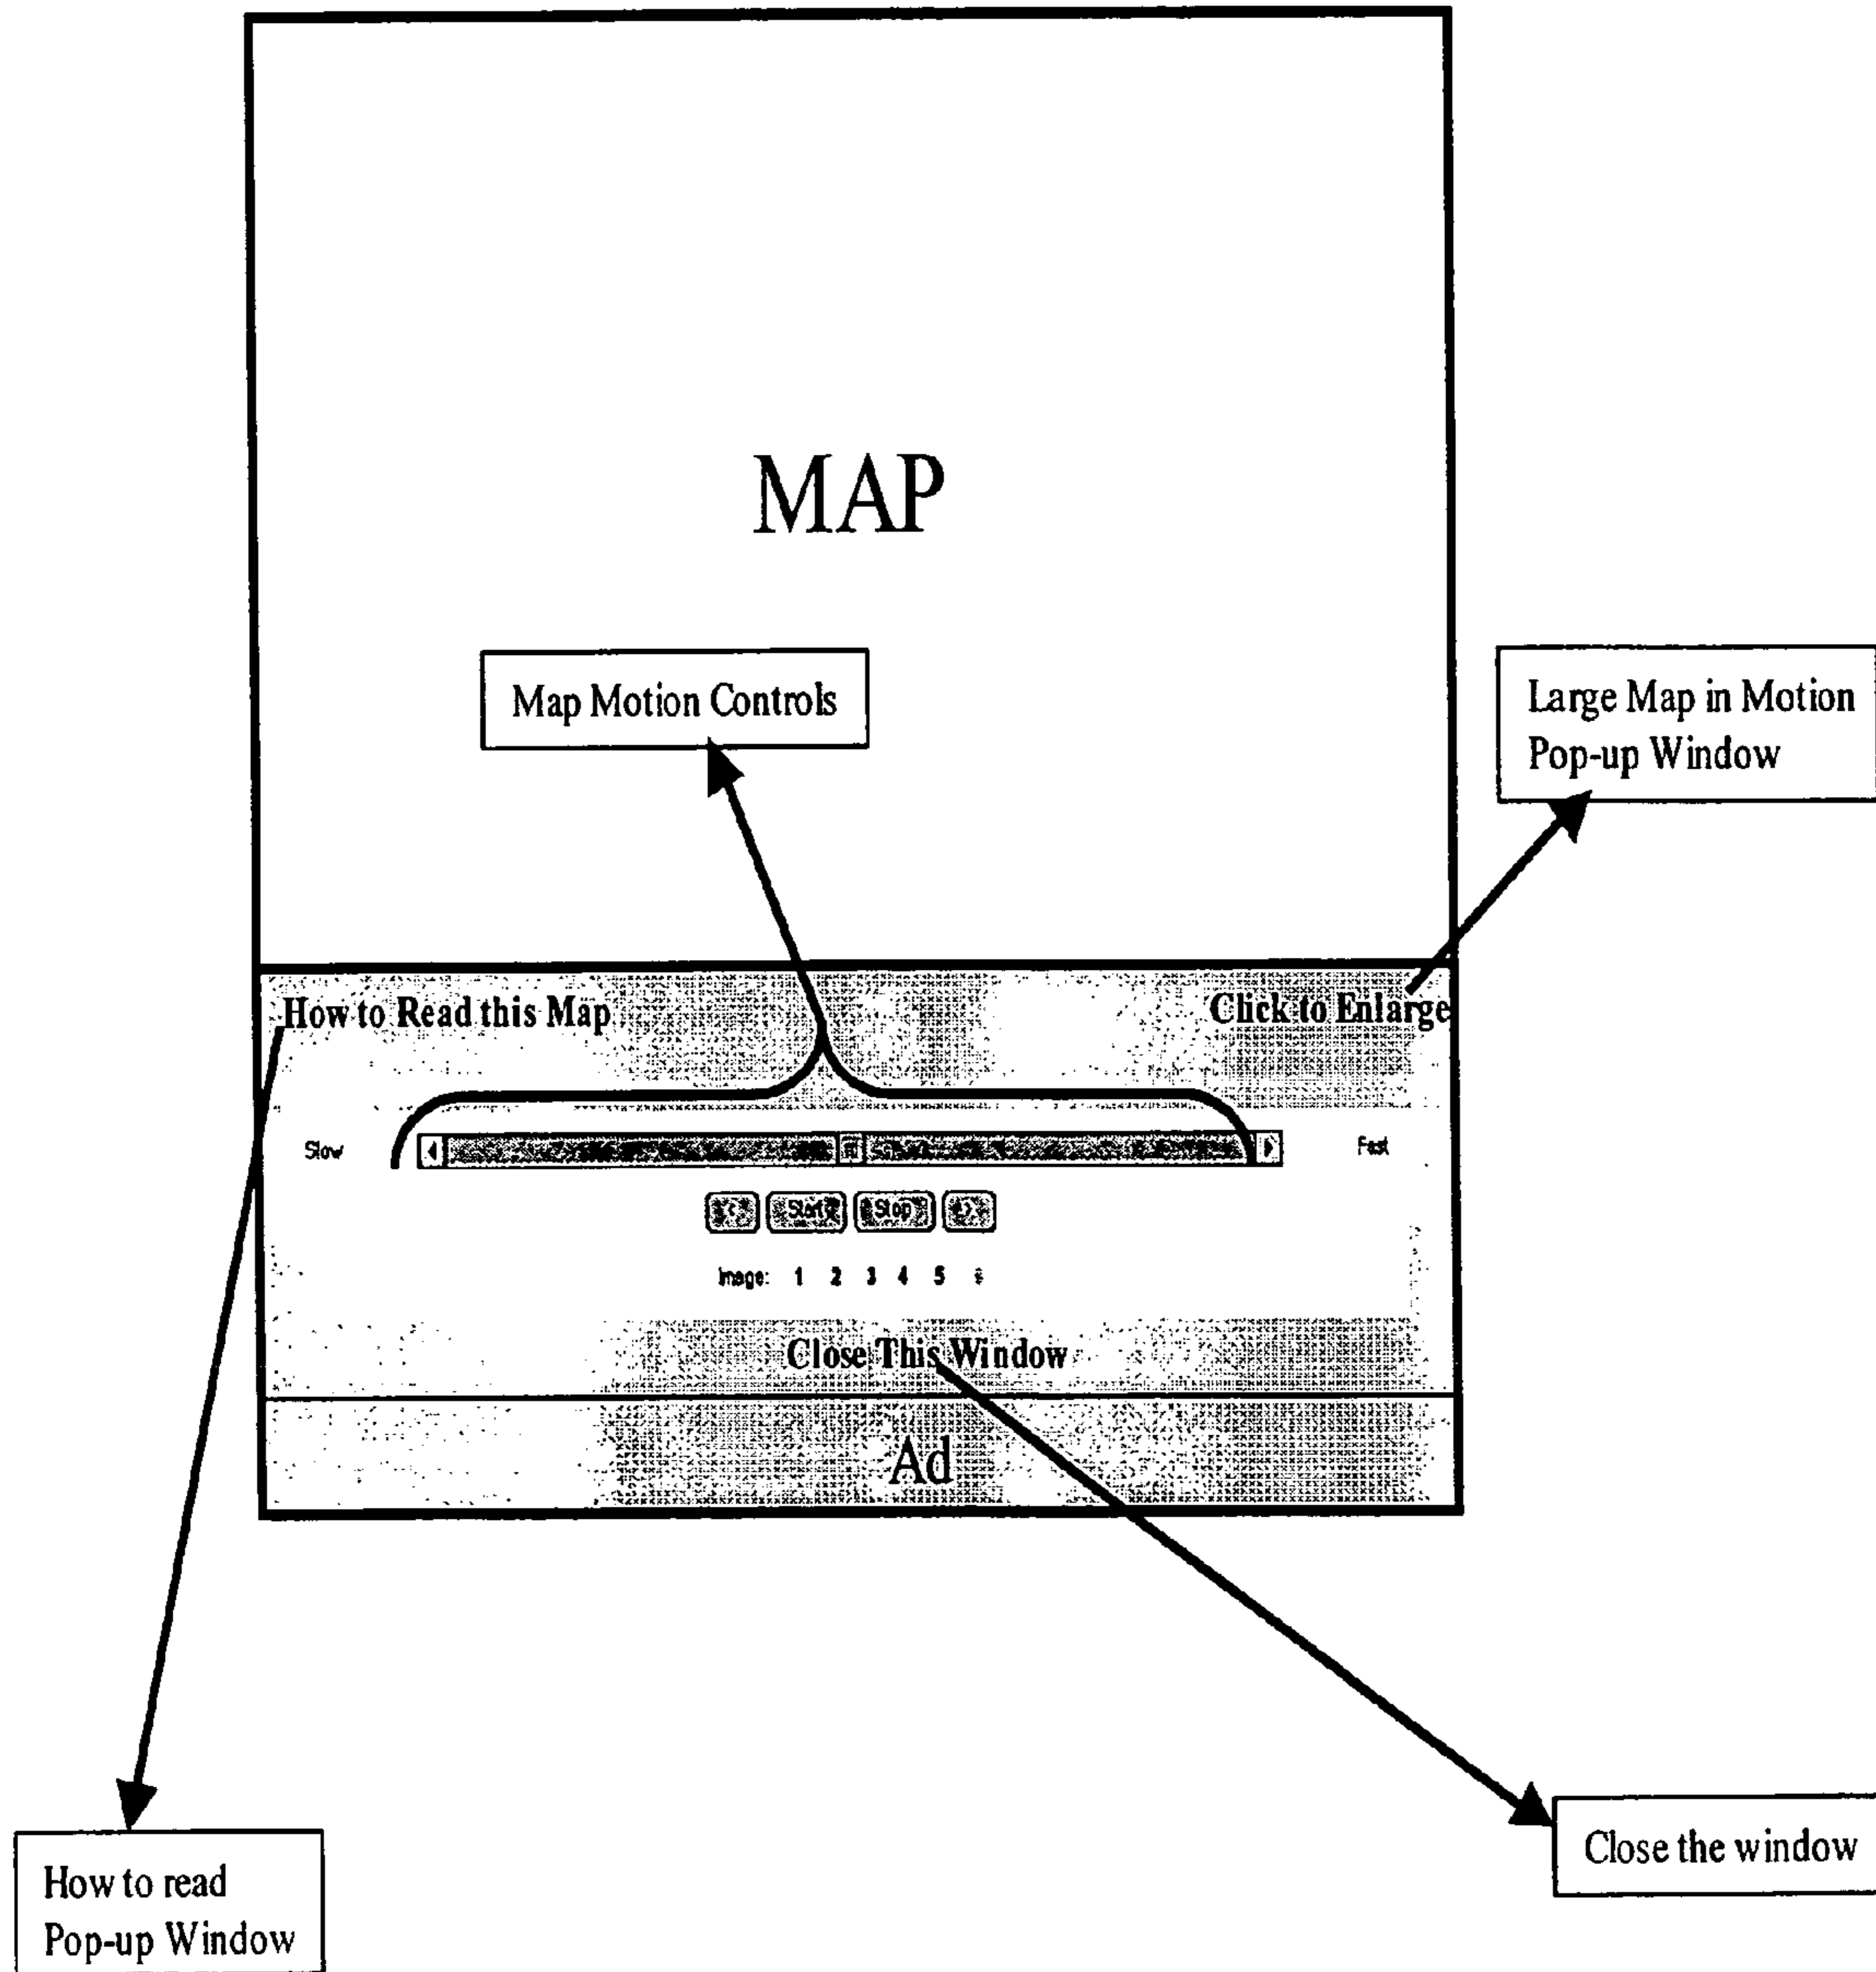 MAP
Map Motion Controls
Large Map in Motion
Pop-up Window
How to Read this Map
Click to Enlarge
Slow
Fast
< Start Stop >
Image: 1 2 3 4 5 6
Close This Window
Ad
Close the window
How to read
Pop-up Window